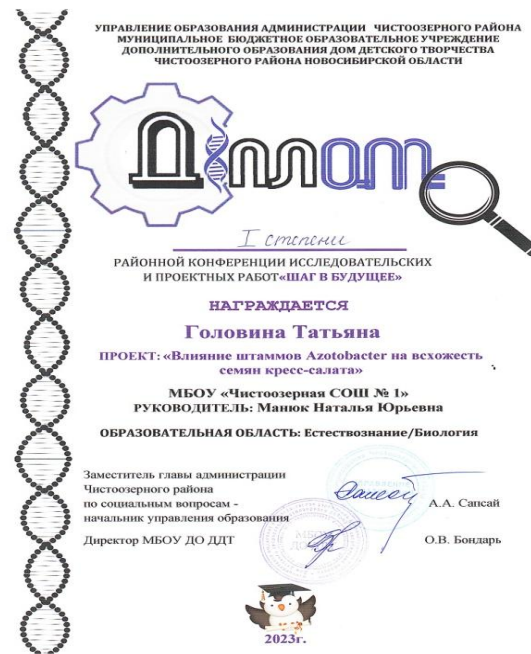 УПРАВЛЕНИЕ ОБРАЗОВАНИЯ АДМИНИСТРАЦИИ ЧИСТООЗЕРНОГО РАЙОНА
МУНИЦИПАЛЬНОЕ БЮДЖЕТНОЕ ОБРАЗОВАТЕЛЬНОЕ УЧРЕЖДЕНИЕ
ДОПОЛНИТЕЛЬНОГО ОБРАЗОВАНИЯ ДОМ ДЕТСКОГО ТВОРЧЕСТВА
ЧИСТООЗЕРНОГО РАЙОНА НОВОСИБИРСКОЙ ОБЛАСТИ
Диплом
I степени
РАЙОННОЙ КОНФЕРЕНЦИИ ИССЛЕДОВАТЕЛЬСКИХ
И ПРОЕКТНЫХ РАБОТ«ШАГ В БУДУЩЕЕ»
НАГРАЖДАЕТСЯ
Головина Татьяна
ПРОЕКТ: «Влияние штаммов Azotobacter на всхожесть
семян кресс-салата»
МБОУ «Чистоозерная СОШ № 1»
РУКОВОДИТЕЛЬ: Манюк Наталья Юрьевна
ОБРАЗОВАТЕЛЬНАЯ ОБЛАСТЬ: Естествознание/Биология
Заместитель главы администрации
Чистоозерного района
по социальным вопросам -
начальник управления образования
А.А. Сапсай
Директор МБОУ ДО ДДТ
О.В. Бондарь
2023г.